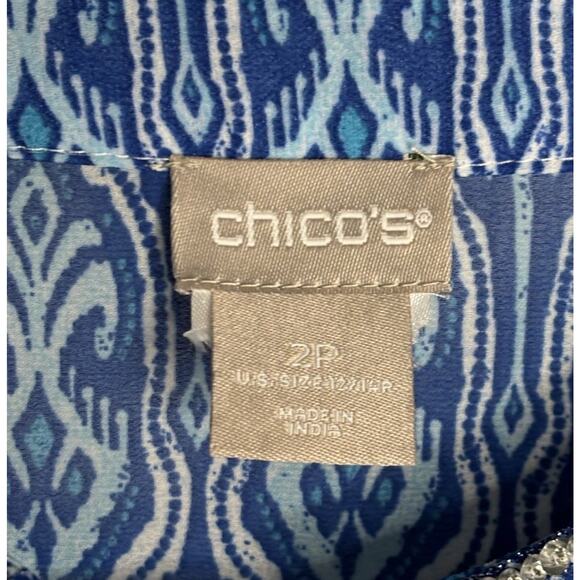 chico's®
2P
U.S. SIZE 12/14P
MADE IN
INDIA